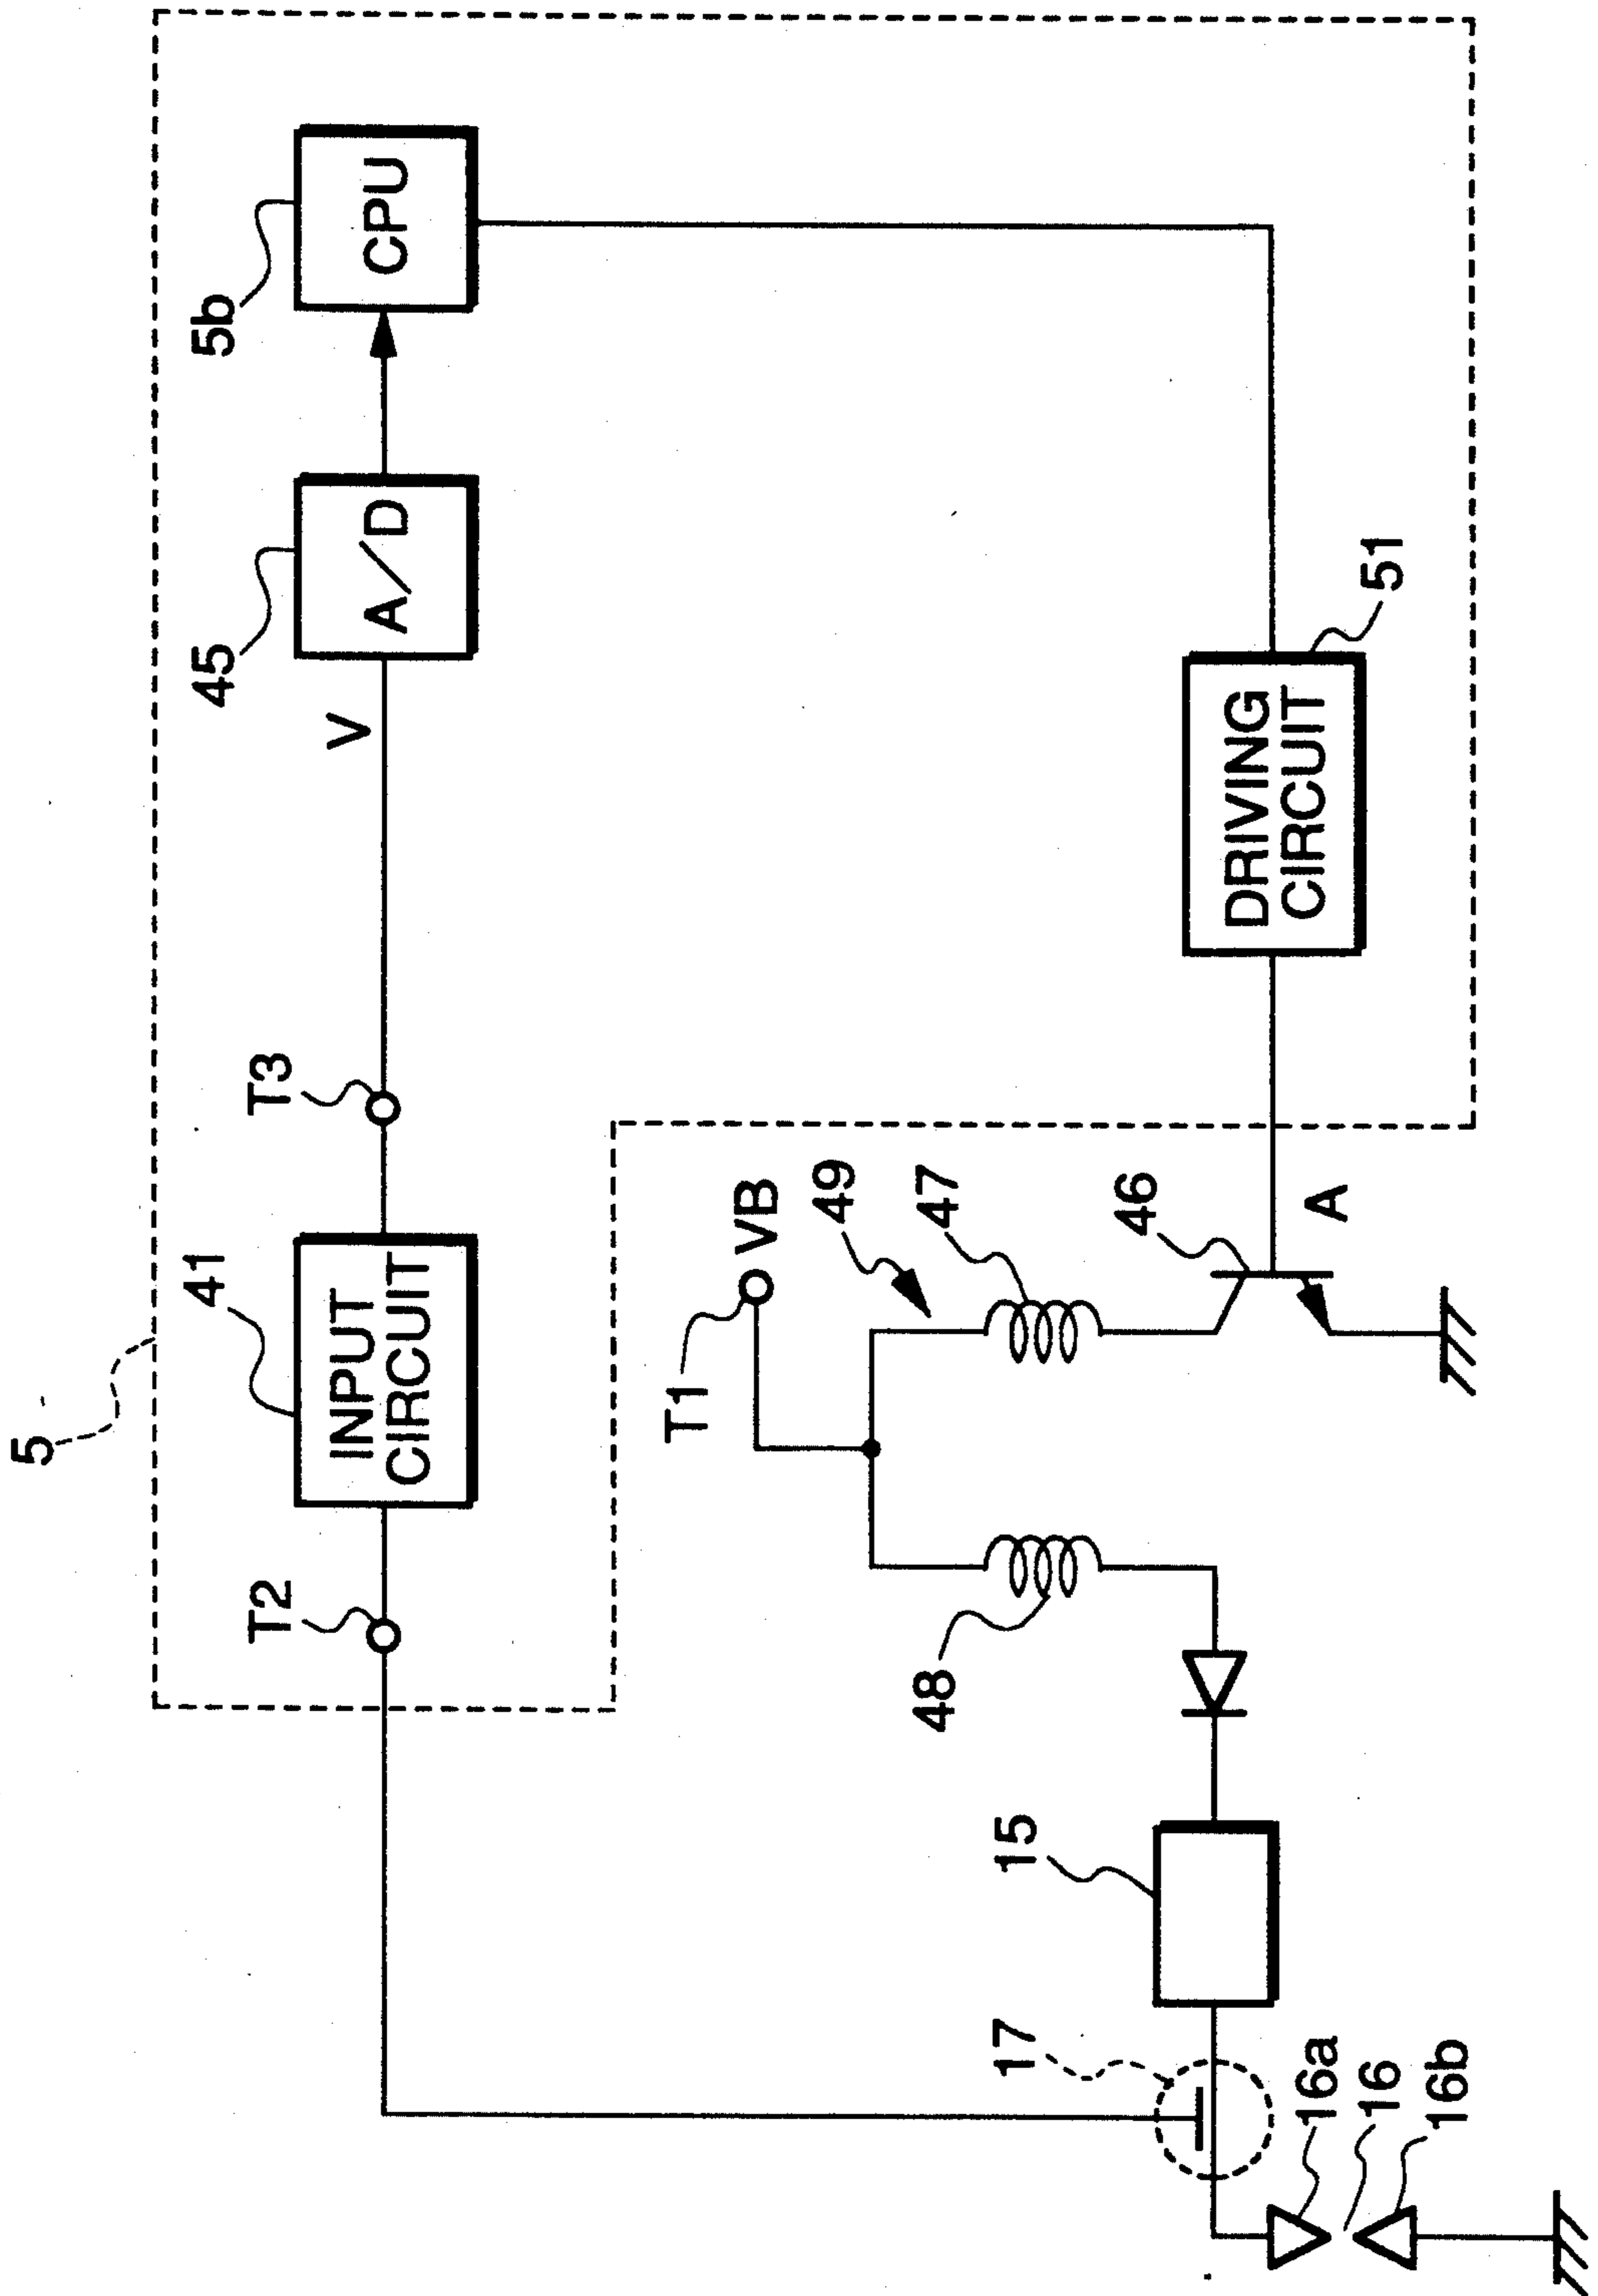 5
41
INPUT
CIRCUIT
T2
T3
V
45
A/D
5b
CPU
T1
VB
49
47
48
46
A
DRIVING
CIRCUIT
51
15
17
16a
16
16b